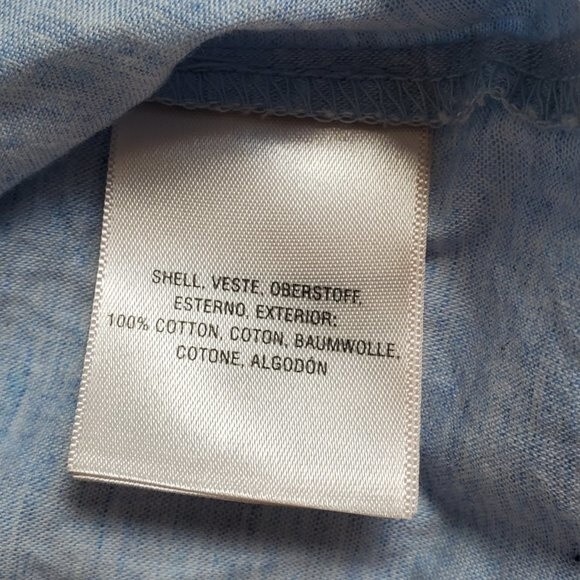 SHELL, VESTE, OBERSTOFF,
ESTERNO, EXTERIOR:
100% COTTON, COTON, BAUMWOLLE,
COTONE, ALGODÓN